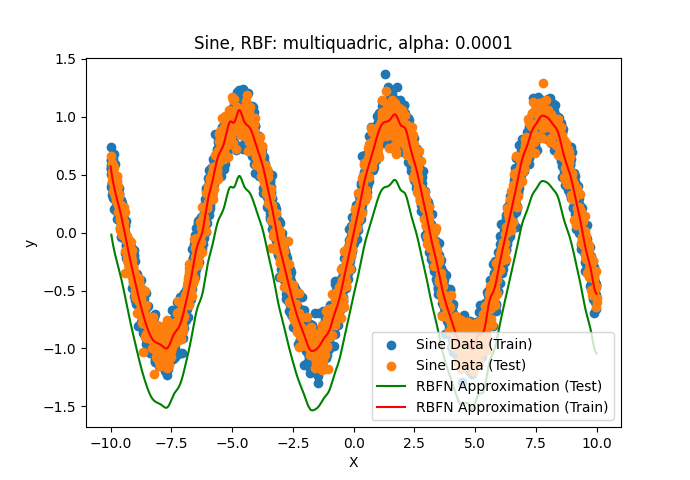 Sine, RBF: multiquadric, alpha: 0.0001
1.5
1.0
0.5
0.0
−0.5
−1.0
−1.5
y
Sine Data (Train)
Sine Data (Test)
RBFN Approximation (Test)
RBFN Approximation (Train)
−10.0 −7.5 −5.0 −2.5 0.0 2.5 5.0 7.5 10.0
X